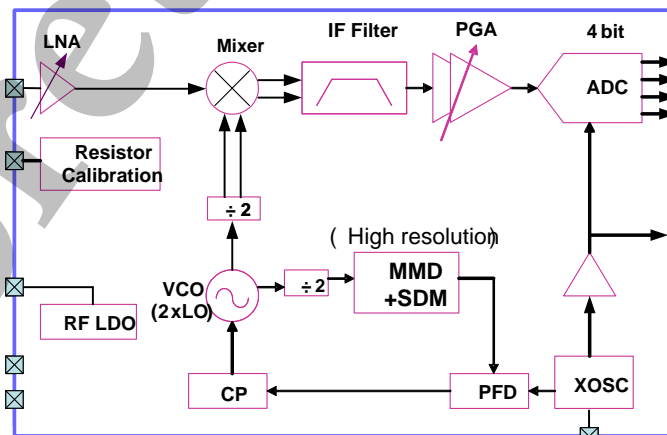 LNA
Mixer
IF Filter
PGA
4 bit
ADC
Resistor
Calibration
÷ 2
( High resolution)
VCO
(2xLO)
÷ 2
MMD
+SDM
RF LDO
CP
PFD
XOSC